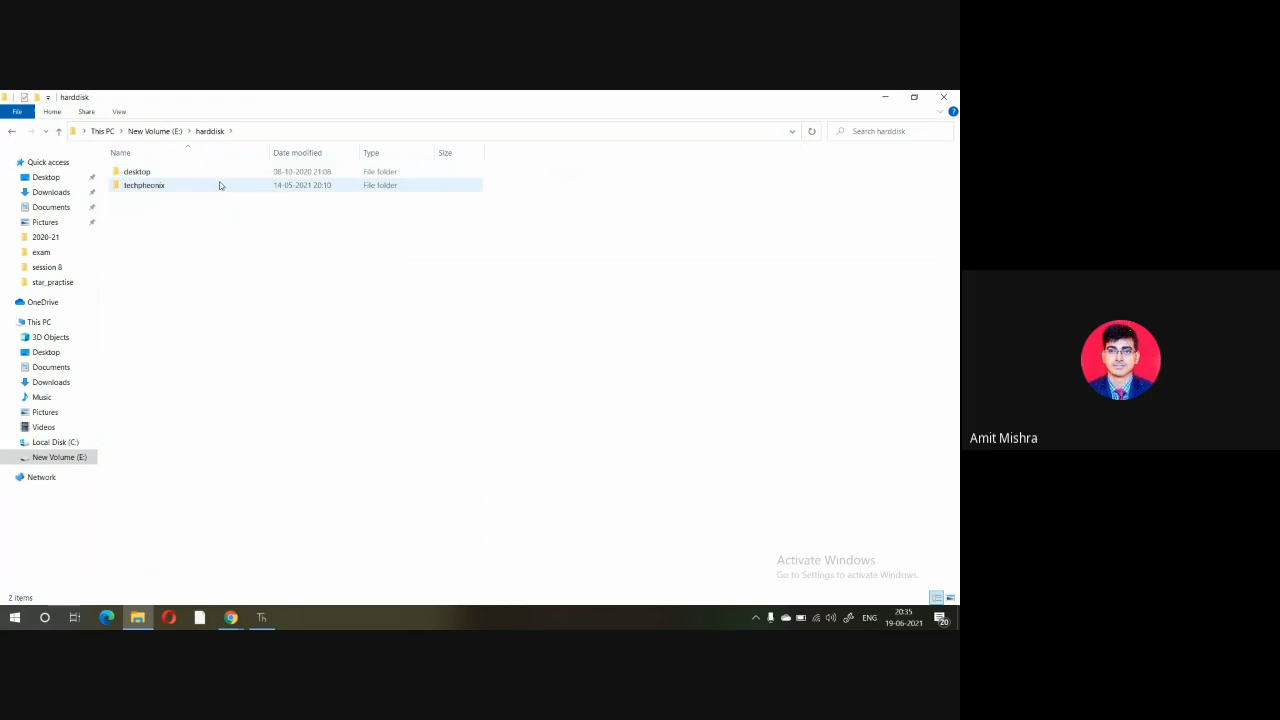 harddisk
File Home Share View
This PC New Volume (E:) harddisk
Search harddisk
Name Date modified Type Size
desktop 08-10-2020 21:08 File folder
techpheonix 14-05-2021 20:10 File folder
Quick access
Desktop
Downloads
Documents
Pictures
2020-21
exam
session 8
star_practise
OneDrive
This PC
3D Objects
Desktop
Documents
Downloads
Music
Pictures
Videos
Local Disk (C:)
New Volume (E:)
Network
Amit Mishra
Activate Windows
Go to Settings to activate Windows.
2 items
Th
ENG
20:35
19-06-2021
20